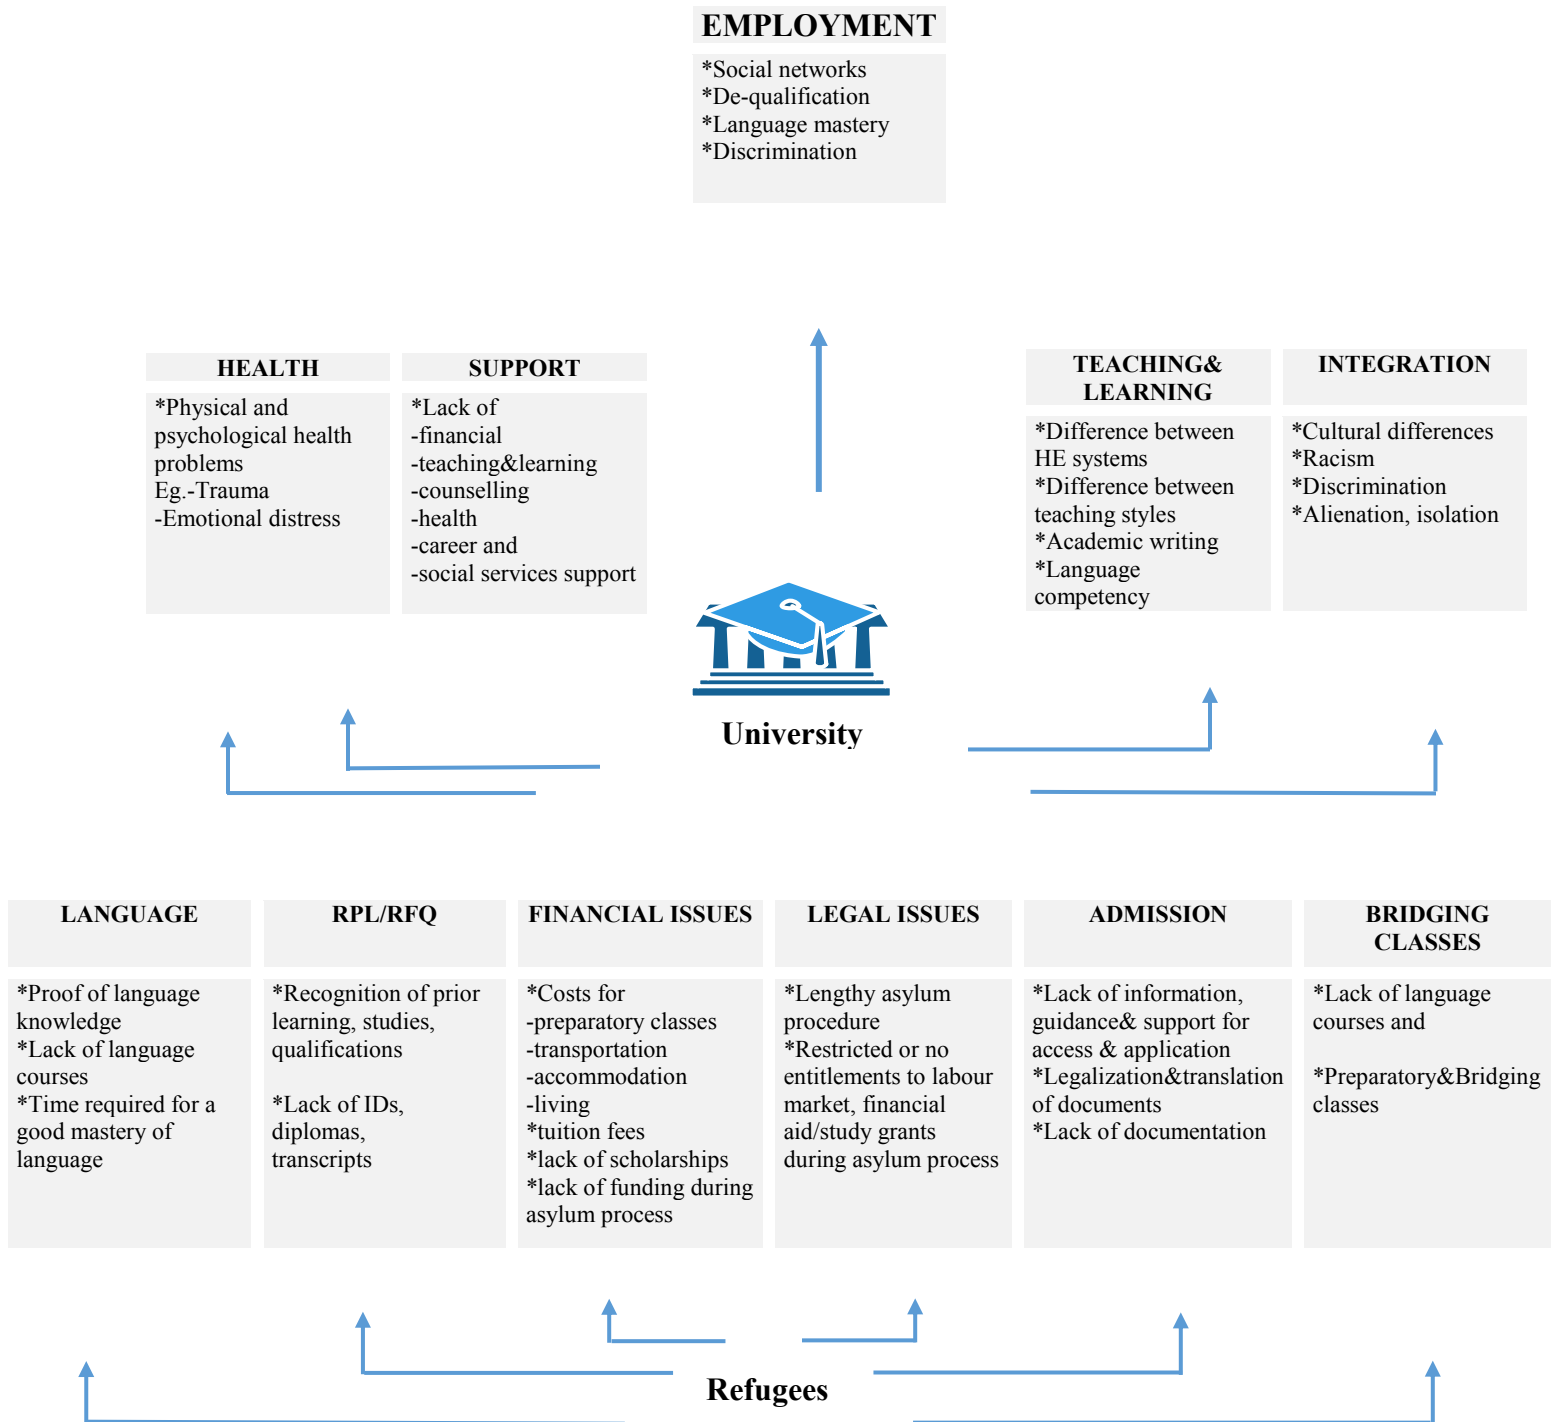 EMPLOYMENT
*Social networks
*De-qualification
*Language mastery
*Discrimination
HEALTH
*Physical and
psychological health
problems
Eg.-Trauma
-Emotional distress
SUPPORT
*Lack of
-financial
-teaching&learning
-counselling
-health
-career and
-social services support
TEACHING&
LEARNING
*Difference between
HE systems
*Difference between
teaching styles
*Academic writing
*Language
competency
INTEGRATION
*Cultural differences
*Racism
*Discrimination
*Alienation, isolation
University
LANGUAGE
*Proof of language
knowledge
*Lack of language
courses
*Time required for a
good mastery of
language
RPL/RFQ
*Recognition of prior
learning, studies,
qualifications
*Lack of IDs,
diplomas,
transcripts
FINANCIAL ISSUES
*Costs for
-preparatory classes
-transportation
-accommodation
-living
*tuition fees
*lack of scholarships
*lack of funding during
asylum process
LEGAL ISSUES
*Lengthy asylum
procedure
*Restricted or no
entitlements to labour
market, financial
aid/study grants
during asylum process
ADMISSION
*Lack of information,
guidance& support for
access & application
*Legalization&translation
of documents
*Lack of documentation
BRIDGING
CLASSES
*Lack of language
courses and
*Preparatory&Bridging
classes
Refugees